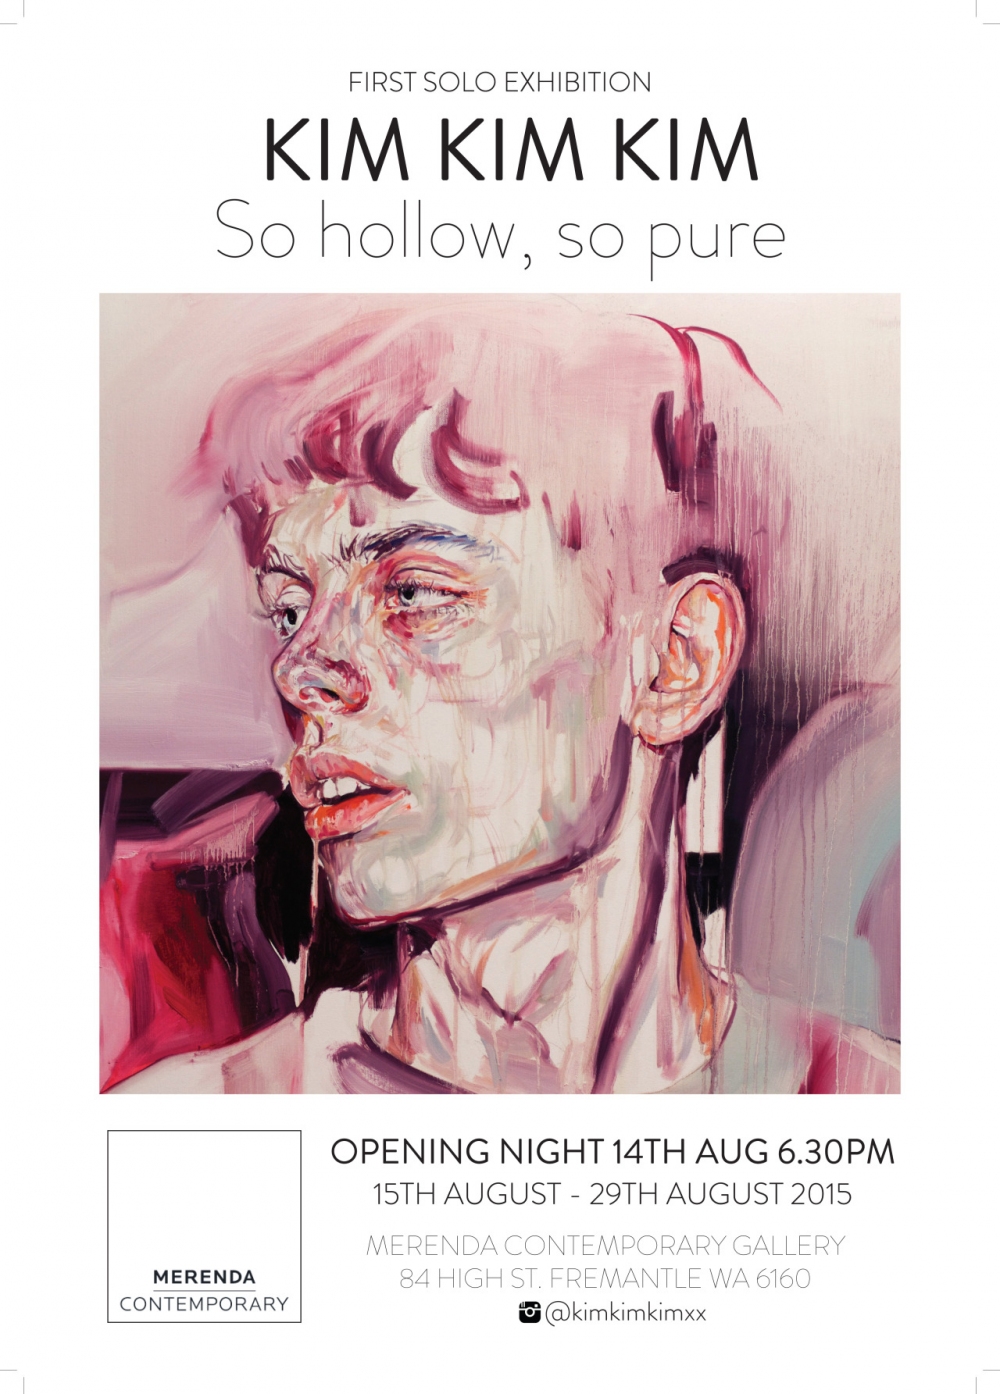 FIRST SOLO EXHIBITION
KIM KIM KIM
So hollow, so pure
OPENING NIGHT 14TH AUG 6.30PM
15TH AUGUST - 29TH AUGUST 2015
MERENDA CONTEMPORARY GALLERY
84 HIGH ST. FREMANTLE WA 6160
@kimkimkimxx
MERENDA
CONTEMPORARY